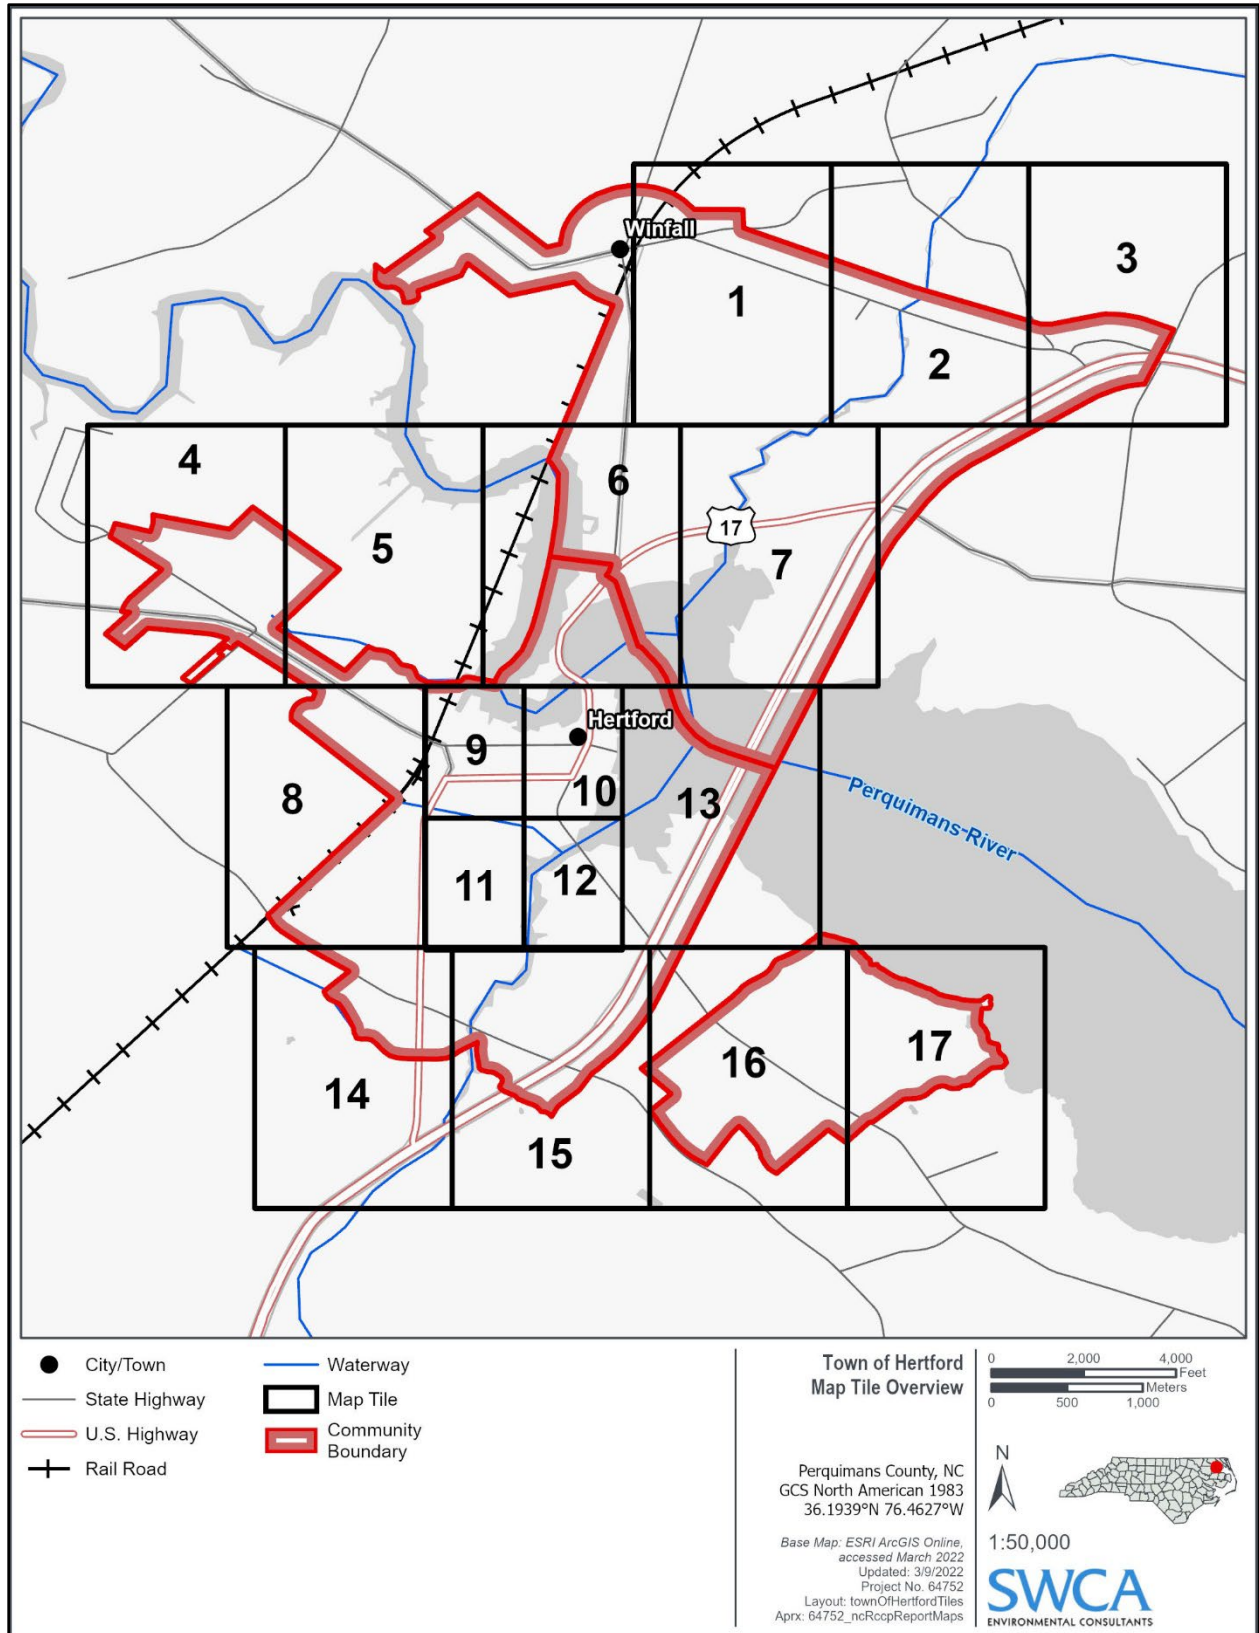 Winfall
3
1
2
4
6
5
17
7
Hertford
9
8
10
13
Perquimans River
11
12
16
17
14
15
City/Town
State Highway
U.S. Highway
Rail Road
Waterway
Map Tile
Community
Boundary
Town of Hertford
Map Tile Overview
Perquimans County, NC
GCS North American 1983
36.1939°N 76.4627°W
Base Map: ESRI ArcGIS Online,
accessed March 2022
Updated: 3/9/2022
Project No. 64752
Layout: townOfHertfordTiles
Aprx: 64752_ncRccpReportMaps
0 2,000 4,000
Feet
Meters
0 500 1,000
N
1:50,000
SWCA
ENVIRONMENTAL CONSULTANTS